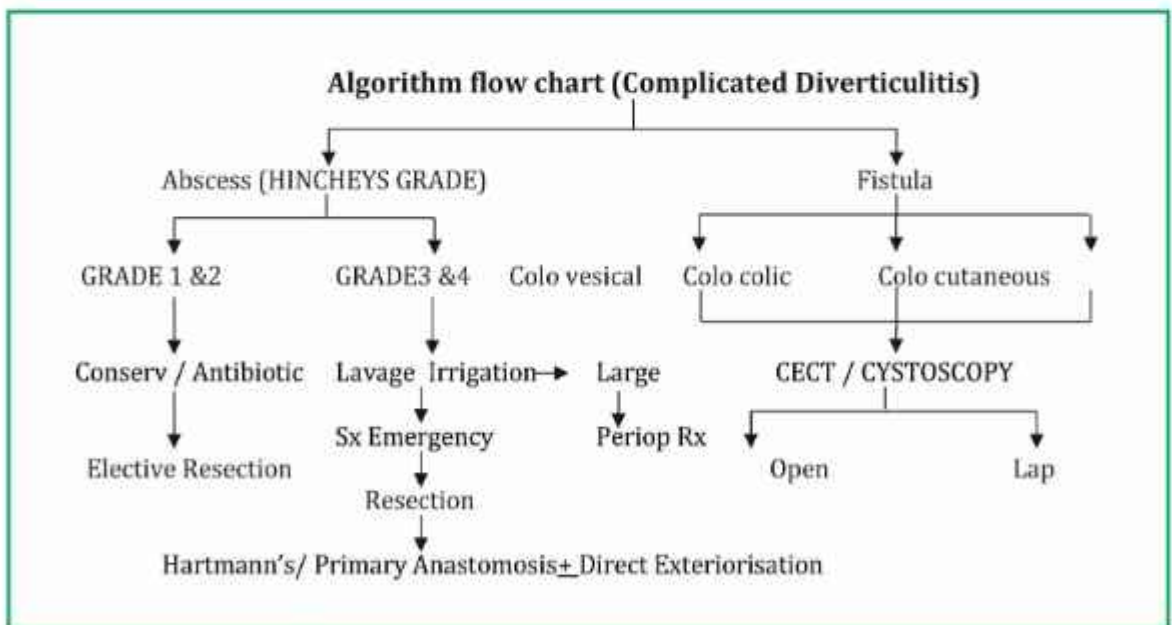 Algorithm flow chart (Complicated Diverticulitis)
Abscess (HINCHEYS GRADE)
Fistula
GRADE 1 &2
GRADE3 &4
Colo vesical
Colo colic
Colo cutaneous
Conserv / Antibiotic
Lavage Irrigation
Large
CECT / CYSTOSCOPY
Sx Emergency
Periop Rx
Elective Resection
Open
Lap
Resection
Hartmann's/ Primary Anastomosis+ Direct Exteriorisation